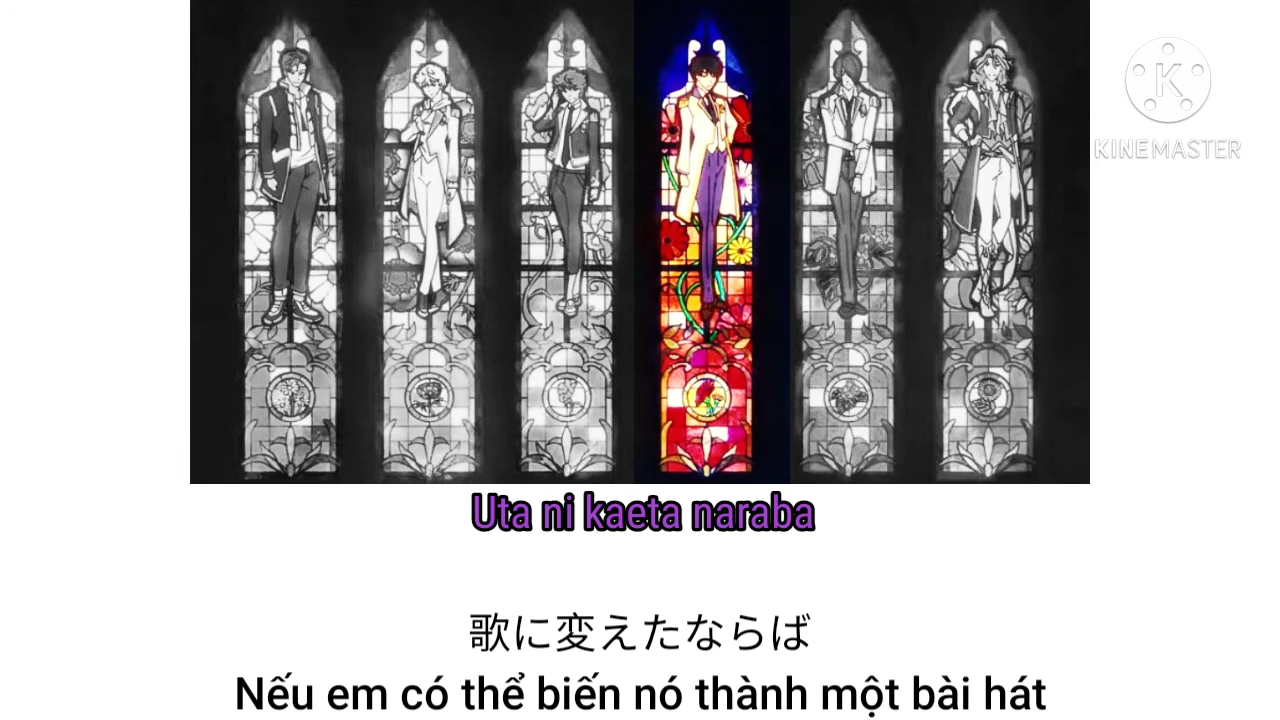 K
KINEMASTER
Uta ni kaeta naraba
歌に変えたならば
Nếu em có thể biến nó thành một bài hát